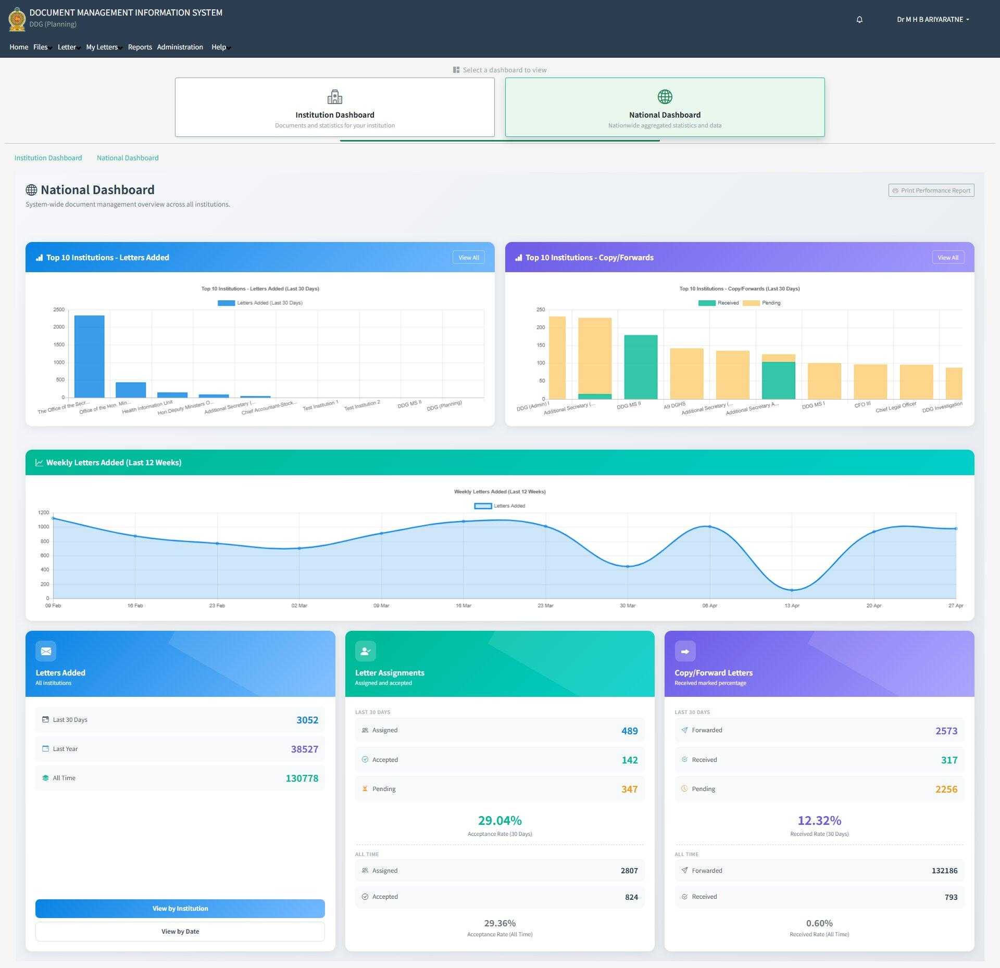 DOCUMENT MANAGEMENT INFORMATION SYSTEM
DDG (Planning)
Dr M H B ARIYARATNE
Home Files Letter My Letters Reports Administration Help
Select a dashboard to view
Institution Dashboard
Documents and statistics for your institution
National Dashboard
Nationwide aggregated statistics and data
Institution Dashboard National Dashboard
National Dashboard
System-wide document management overview across all institutions.
Print Performance Report
Top 10 Institutions - Letters Added
View All
Top 10 Institutions - Letters Added (Last 30 Days)
Letters Added (Last 30 Days)
2500
2000
1500
1000
500
0
The Office of the Secr...
Office of the Hon. Min...
Health Information Unit
Hon.Deputy Ministers O...
Additional Secretary (...
Chief Accountant-Stock...
Test Institution 1
Test Institution 2
DDG MS II
DDG (Planning)
Top 10 Institutions - Copy/Forwards
View All
Top 10 Institutions - Copy/Forwards (Last 30 Days)
Received Pending
250
200
150
100
50
0
DDG (Admin) I
Additional Secretary (...
DDG MS II
A9 DGHS
Additional Secretary (...
Additional Secretary A...
DDG MS I
CFO III
Chief Legal Officer
DDG Investigation
Weekly Letters Added (Last 12 Weeks)
Weekly Letters Added (Last 12 Weeks)
Letters Added
1200
1000
800
600
400
200
0
09 Feb 16 Feb 23 Feb 02 Mar 09 Mar 16 Mar 23 Mar 30 Mar 06 Apr 13 Apr 20 Apr 27 Apr
Letters Added
All institutions
Last 30 Days 3052
Last Year 38527
All Time 130778
View by Institution
View by Date
Letter Assignments
Assigned and accepted
LAST 30 DAYS
Assigned 489
Accepted 142
Pending 347
29.04%
Acceptance Rate (30 Days)
ALL TIME
Assigned 2807
Accepted 824
29.36%
Acceptance Rate (All Time)
Copy/Forward Letters
Received marked percentage
LAST 30 DAYS
Forwarded 2573
Received 317
Pending 2256
12.32%
Received Rate (30 Days)
ALL TIME
Forwarded 132186
Received 793
0.60%
Received Rate (All Time)